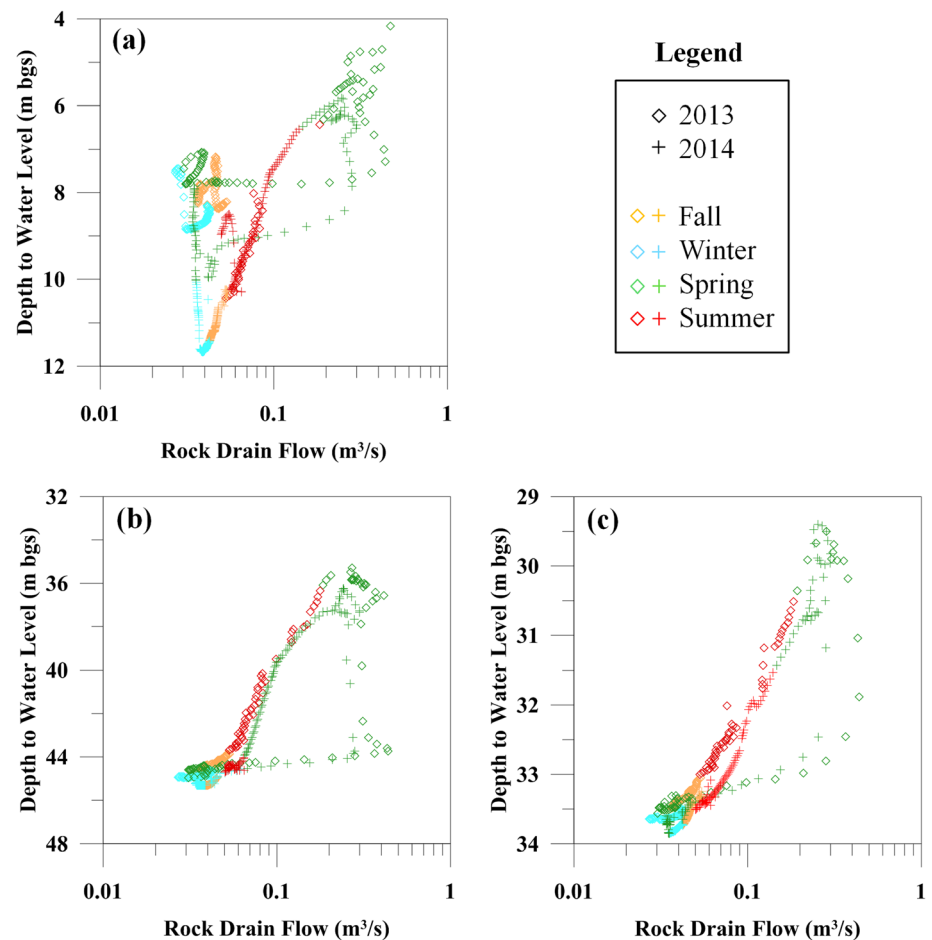 (a)
Depth to Water Level (m bgs)
4
6
8
10
12
0.01
0.1
1
Rock Drain Flow (m³/s)
Legend
2013
2014
Fall
Winter
Spring
Summer
(b)
Depth to Water Level (m bgs)
32
36
40
44
48
0.01
0.1
1
Rock Drain Flow (m³/s)
(c)
Depth to Water Level (m bgs)
29
30
31
32
33
34
0.01
0.1
1
Rock Drain Flow (m³/s)